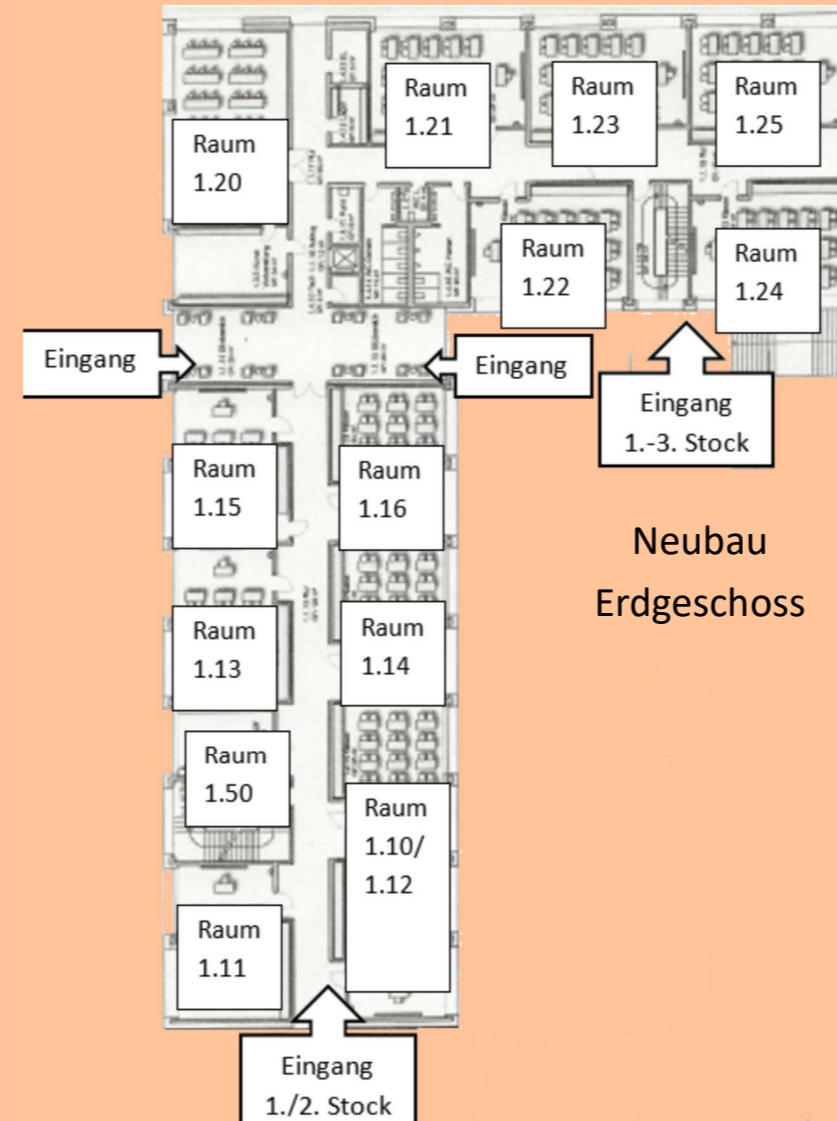 Raum
1.20
Raum
1.21
Raum
1.23
Raum
1.25
Raum
1.22
Raum
1.24
Eingang
Eingang
Eingang
1.-3. Stock
Raum
1.15
Raum
1.16
Neubau
Erdgeschoss
Raum
1.13
Raum
1.14
Raum
1.50
Raum
1.10/
1.12
Raum
1.11
Eingang
1./2. Stock